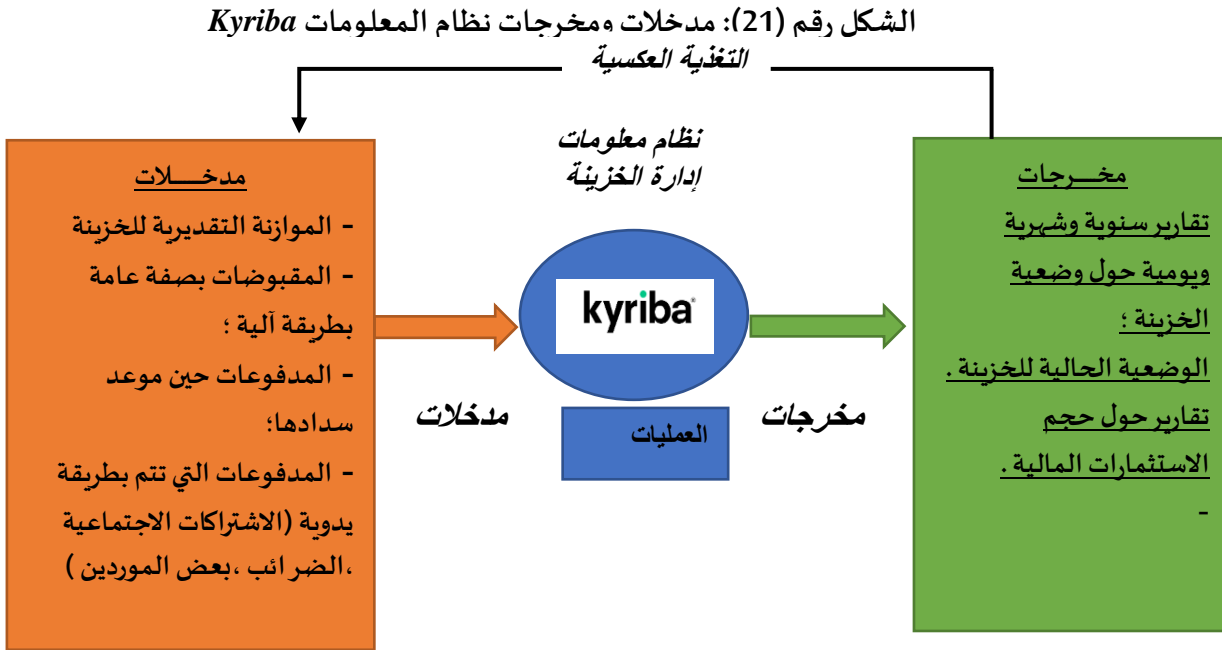 الشكل رقم (21): مدخلات ومخرجات نظام المعلومات Kyriba
التغذية العكسية
نظام معلومات
إدارة الخزينة
مخـــرجات
تقارير سنوية وشهرية
ويومية حول وضعية
الخزينة ؛
الوضعية الحالية للخزينة .
تقارير حول حجم
الاستثمارات المالية .
-
kyriba
العمليات
مخرجات
مدخلات
مدخـــــلات
- الموازنة التقديرية للخزينة
- المقبوضات بصفة عامة
بطريقة آلية ؛
- المدفوعات حين موعد
سدادها؛
- المدفوعات التي تتم بطريقة
يدوية (الاشتراكات الاجتماعية
،الضرائب ،بعض الموردين )